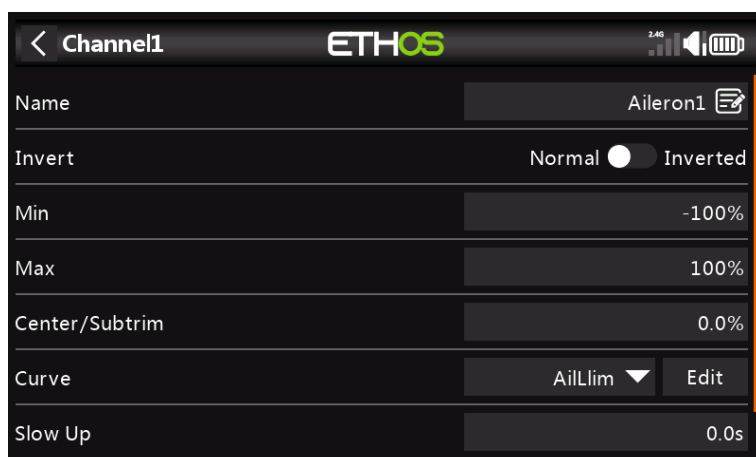 Channel1 ETHOS 2.4G
Name Aileron1
Invert Normal Inverted
Min -100%
Max 100%
Center/Subtrim 0.0%
Curve AilLlim Edit
Slow Up 0.0s